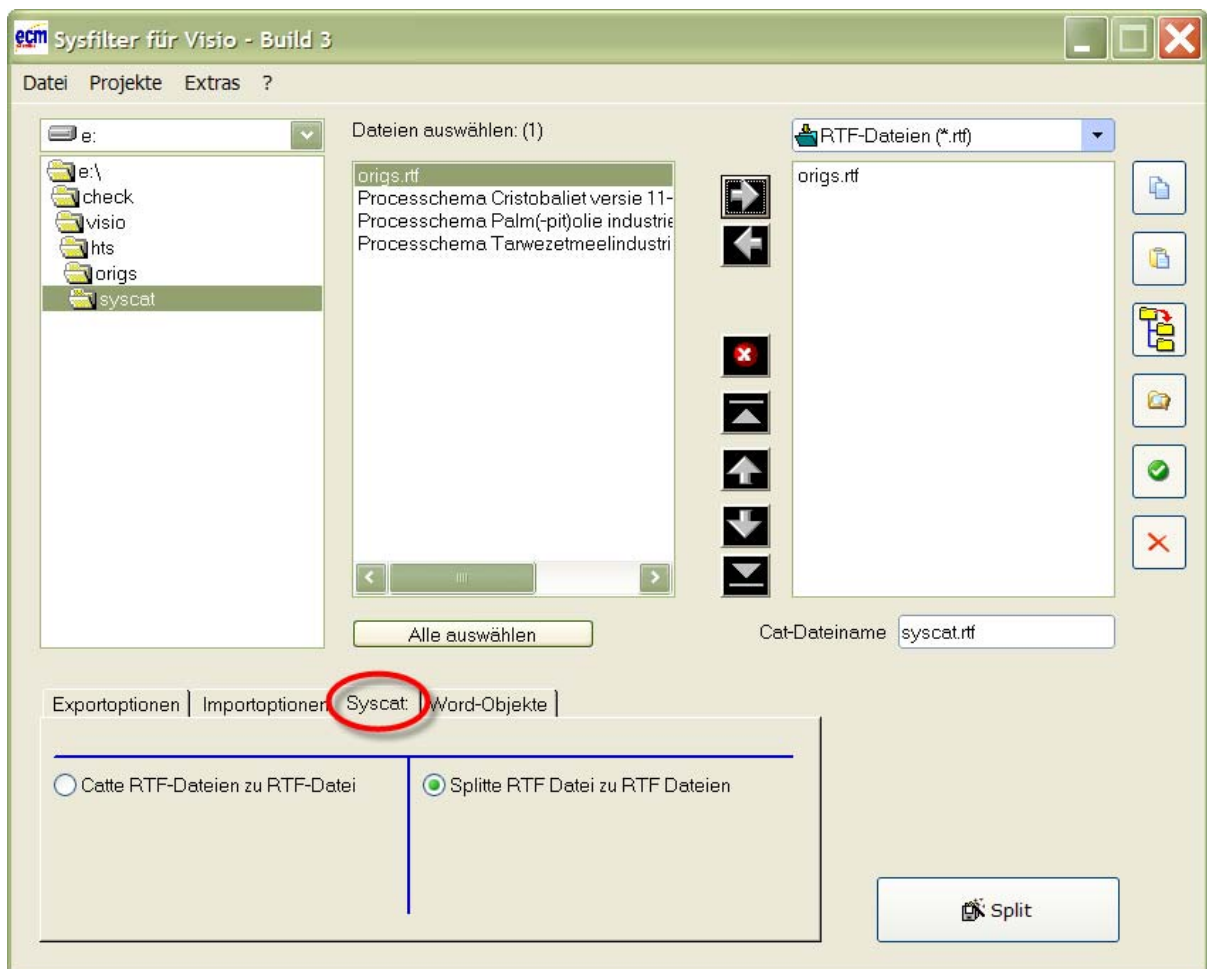 ecm Sysfilter für Visio - Build 3
Datei Projekte Extras ?
e:
Dateien auswählen: (1)
RTF-Dateien (*.rtf)
e:\
check
visio
hts
origs
syscat
origs.rtf
Processchema Cristobaliet versie 11-
Processchema Palm(-pit)olie industrie
Processchema Tarwezetmeelindustri
origs.rtf
Alle auswählen
Cat-Dateiname syscat.rtf
Exportoptionen Importoptionen Syscat: Word-Objekte
Catte RTF-Dateien zu RTF-Datei
Splitte RTF Datei zu RTF Dateien
Split